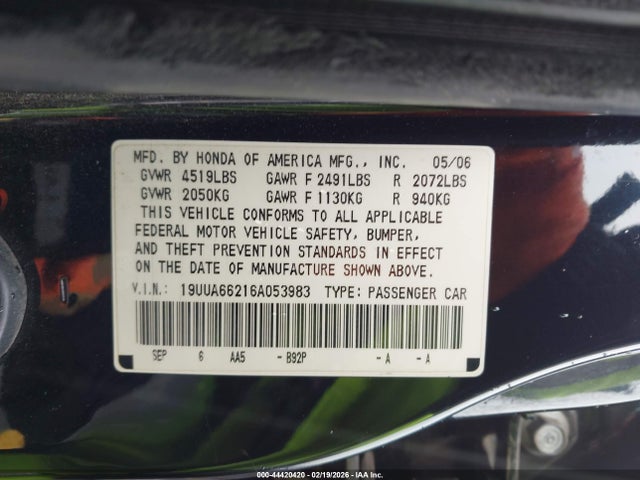 MFD. BY HONDA OF AMERICA MFG., INC. 05/06
GVWR 4519LBS GAWR F 2491LBS R 2072LBS
GVWR 2050KG GAWR F 1130KG R 940KG
THIS VEHICLE CONFORMS TO ALL APPLICABLE
FEDERAL MOTOR VEHICLE SAFETY, BUMPER,
AND THEFT PREVENTION STANDARDS IN EFFECT
ON THE DATE OF MANUFACTURE SHOWN ABOVE.
V.I.N.: 19UUA66216A053983 TYPE: PASSENGER CAR
SEP 6 AA5 -B92P -A -A
000-44420420 - 02/19/2026 - IAA Inc.